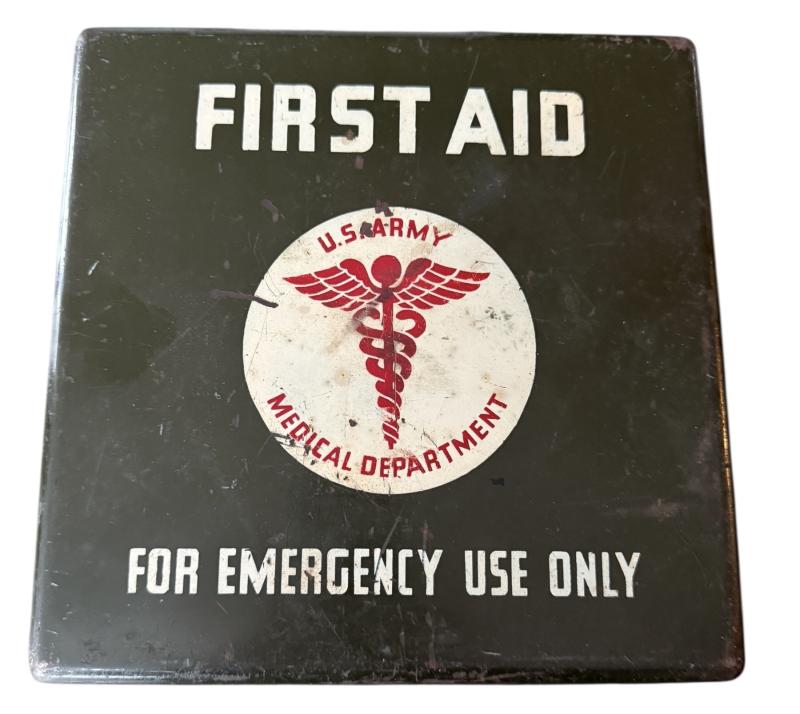 FIRST AID
U.S. ARMY
MEDICAL DEPARTMENT
FOR EMERGENCY USE ONLY